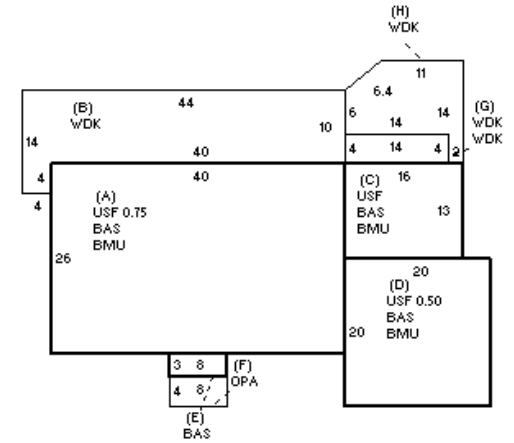 (H)
WDK
11
6.4
(B)
WDK
44
6
14
14
(G)
WDK
WDK
10
14
40
4
14
4
2
4
4
40
(A)
USF 0.75
BAS
BMU
16
(C)
USF
BAS
BMU
13
26
20
(D)
USF 0.50
BAS
BMU
20
3
8
(F)
OPA
4
8
(E)
BAS